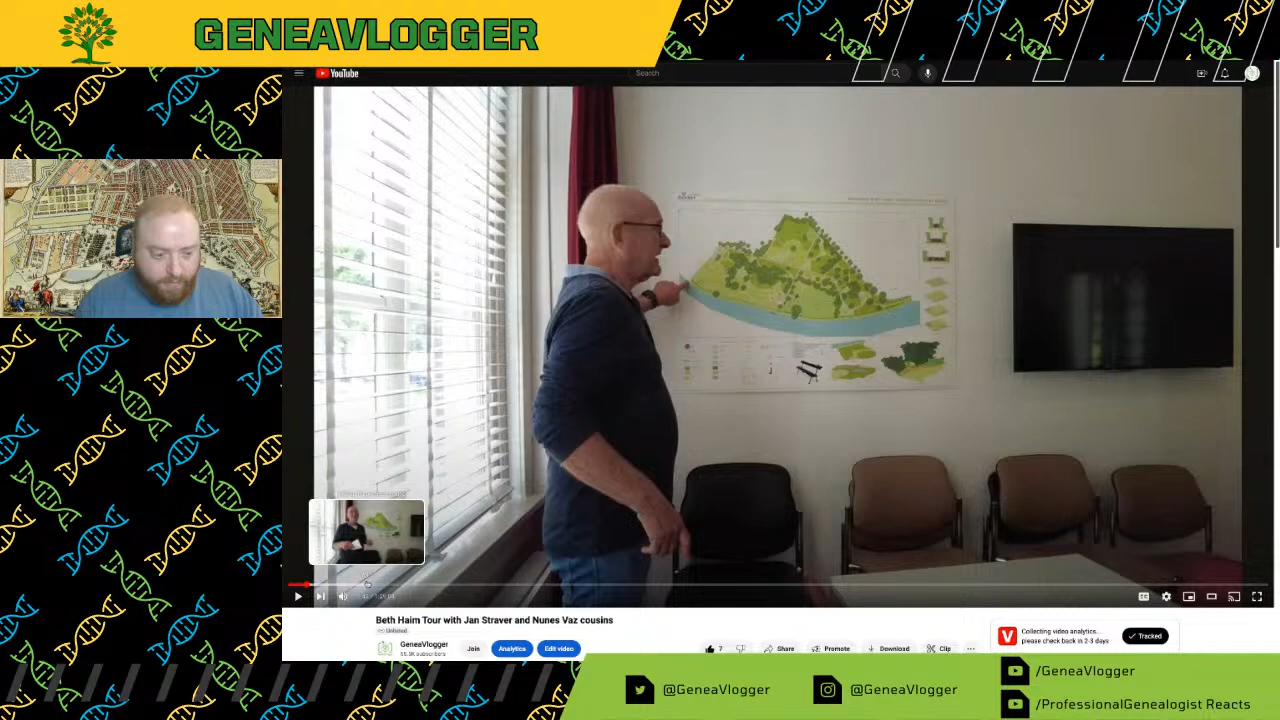 GENEAVLOGGER
YouTube
Search
Beth Haim Tour with Jan Straver and Nunes Vaz cousins
Unlisted
GeneaVlogger
Join
Analytics
Edit video
7
Share
Promote
Download
Clip
Collecting video analytics...
please check back in 2-3 days
Tracked
@GeneaVlogger
@GeneaVlogger
/GeneaVlogger
/ProfessionalGenealogist Reacts